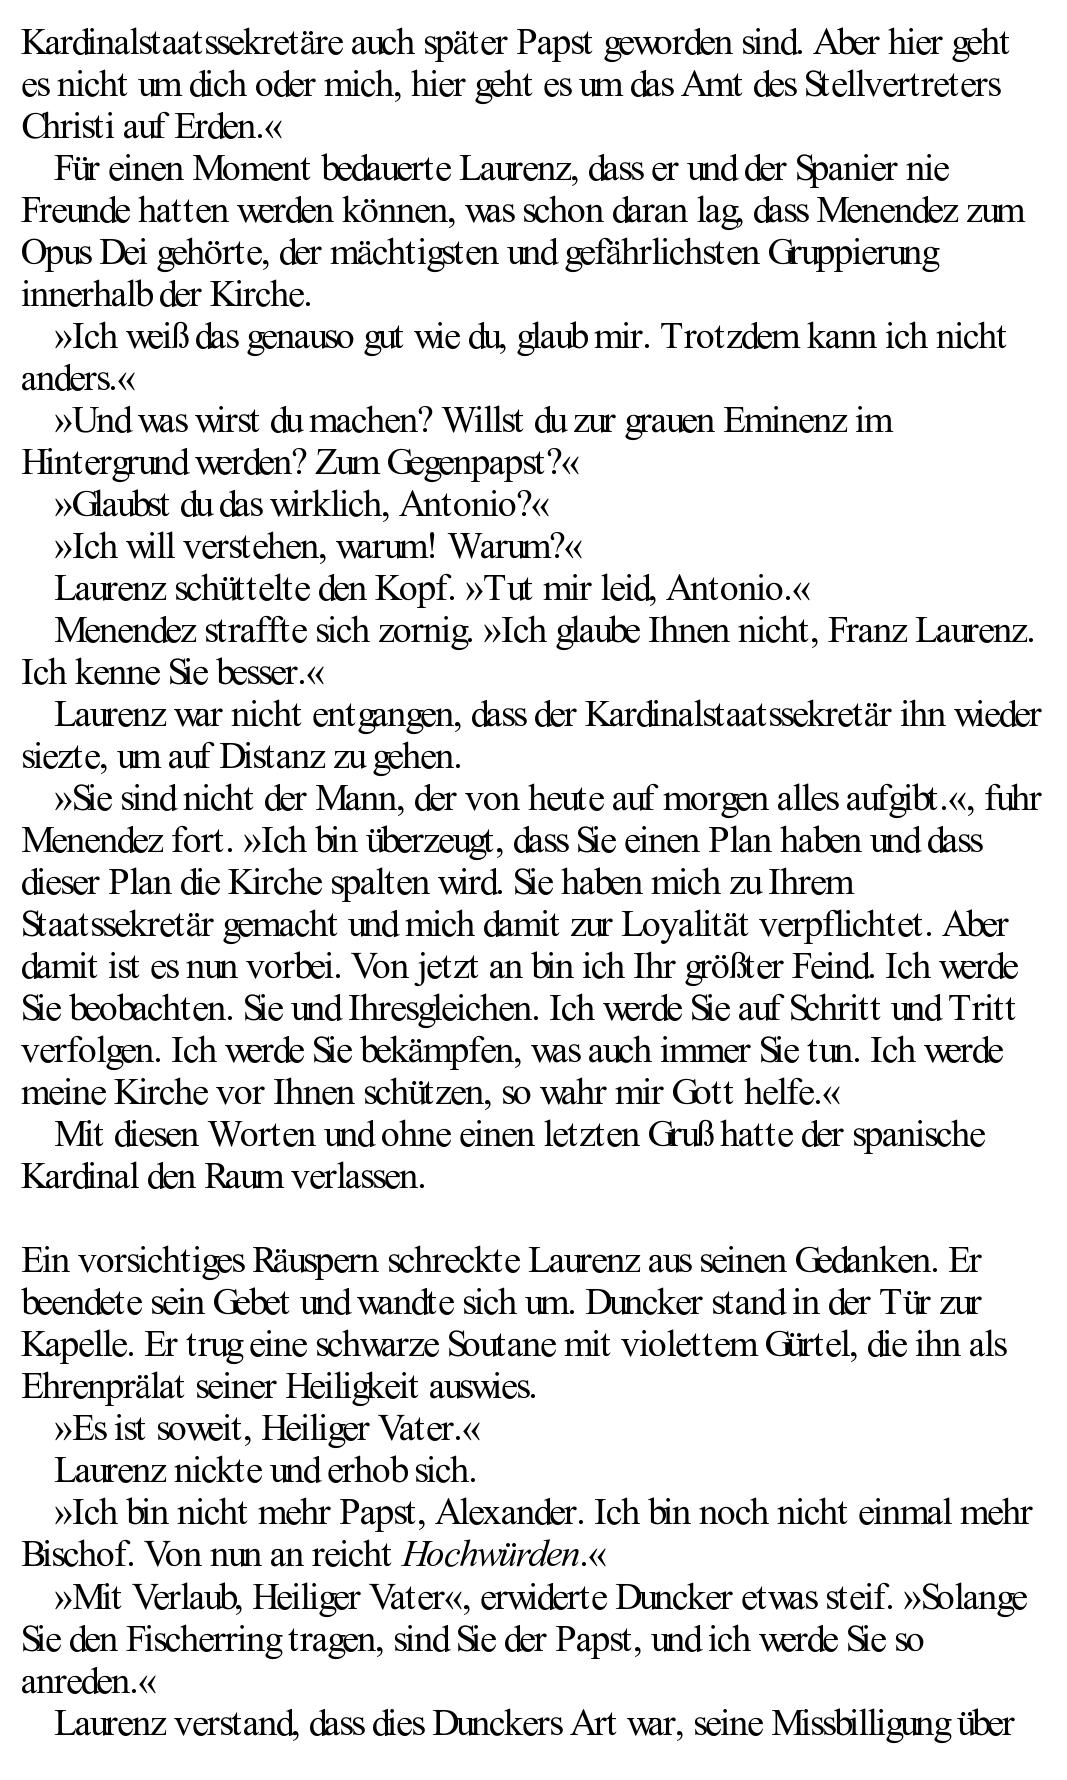 Kardinalstaatssekretäre auch später Papst geworden sind. Aber hier geht
es nicht um dich oder mich, hier geht es um das Amt des Stellvertreters
Christi auf Erden.«
Für einen Moment bedauerte Laurenz, dass er und der Spanier nie
Freunde hatten werden können, was schon daran lag, dass Menendez zum
Opus Dei gehörte, der mächtigsten und gefährlichsten Gruppierung
innerhalb der Kirche.
»Ich weiß das genauso gut wie du, glaub mir. Trotzdem kann ich nicht
anders.«
»Und was wirst du machen? Willst du zur grauen Eminenz im
Hintergrund werden? Zum Gegenpapst?«
»Glaubst du das wirklich, Antonio?«
»Ich will verstehen, warum! Warum?«
Laurenz schüttelte den Kopf. »Tut mir leid, Antonio.«
Menendez straffte sich zornig. »Ich glaube Ihnen nicht, Franz Laurenz.
Ich kenne Sie besser.«
Laurenz war nicht entgangen, dass der Kardinalstaatssekretär ihn wieder
siezte, um auf Distanz zu gehen.
»Sie sind nicht der Mann, der von heute auf morgen alles aufgibt.«, fuhr
Menendez fort. »Ich bin überzeugt, dass Sie einen Plan haben und dass
dieser Plan die Kirche spalten wird. Sie haben mich zu Ihrem
Staatssekretär gemacht und mich damit zur Loyalität verpflichtet. Aber
damit ist es nun vorbei. Von jetzt an bin ich Ihr größter Feind. Ich werde
Sie beobachten. Sie und Ihresgleichen. Ich werde Sie auf Schritt und Tritt
verfolgen. Ich werde Sie bekämpfen, was auch immer Sie tun. Ich werde
meine Kirche vor Ihnen schützen, so wahr mir Gott helfe.«
Mit diesen Worten und ohne einen letzten Gruß hatte der spanische
Kardinal den Raum verlassen.
Ein vorsichtiges Räuspern schreckte Laurenz aus seinen Gedanken. Er
beendete sein Gebet und wandte sich um. Duncker stand in der Tür zur
Kapelle. Er trug eine schwarze Soutane mit violettem Gürtel, die ihn als
Ehrenprälat seiner Heiligkeit auswies.
»Es ist soweit, Heiliger Vater.«
Laurenz nickte und erhob sich.
»Ich bin nicht mehr Papst, Alexander. Ich bin noch nicht einmal mehr
Bischof. Von nun an reicht Hochwürden.«
»Mit Verlaub, Heiliger Vater«, erwiderte Duncker etwas steif. »Solange
Sie den Fischerring tragen, sind Sie der Papst, und ich werde Sie so
anreden.«
Laurenz verstand, dass dies Dunckers Art war, seine Missbilligung über